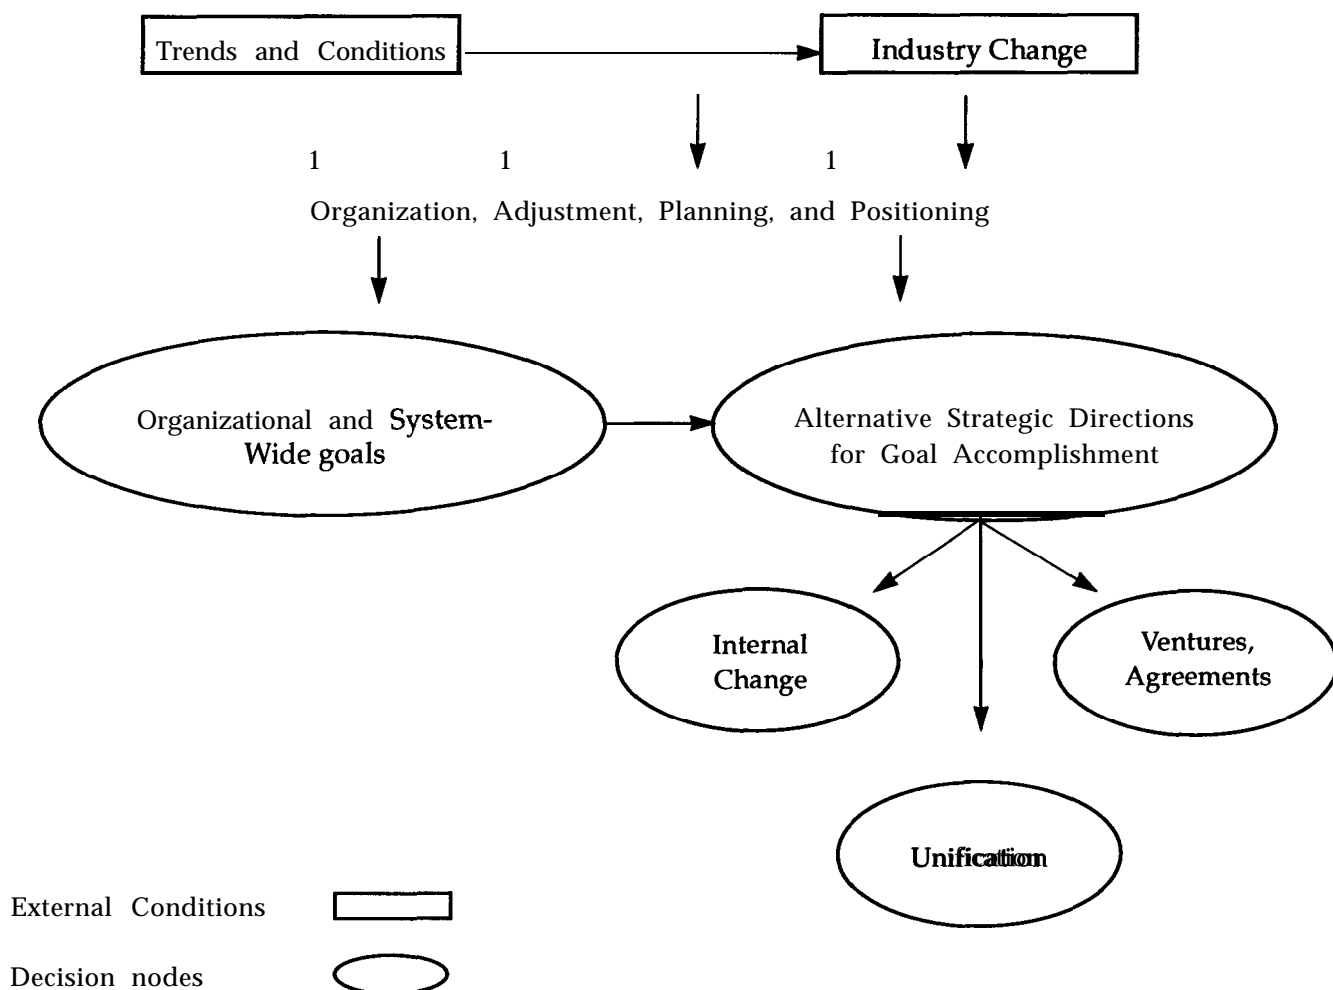 Trends and Conditions
Industry Change
1 1 1
Organization, Adjustment, Planning, and Positioning
Organizational and System-
Wide goals
Alternative Strategic Directions
for Goal Accomplishment
Internal
Change
Ventures,
Agreements
Unification
External Conditions
Decision nodes